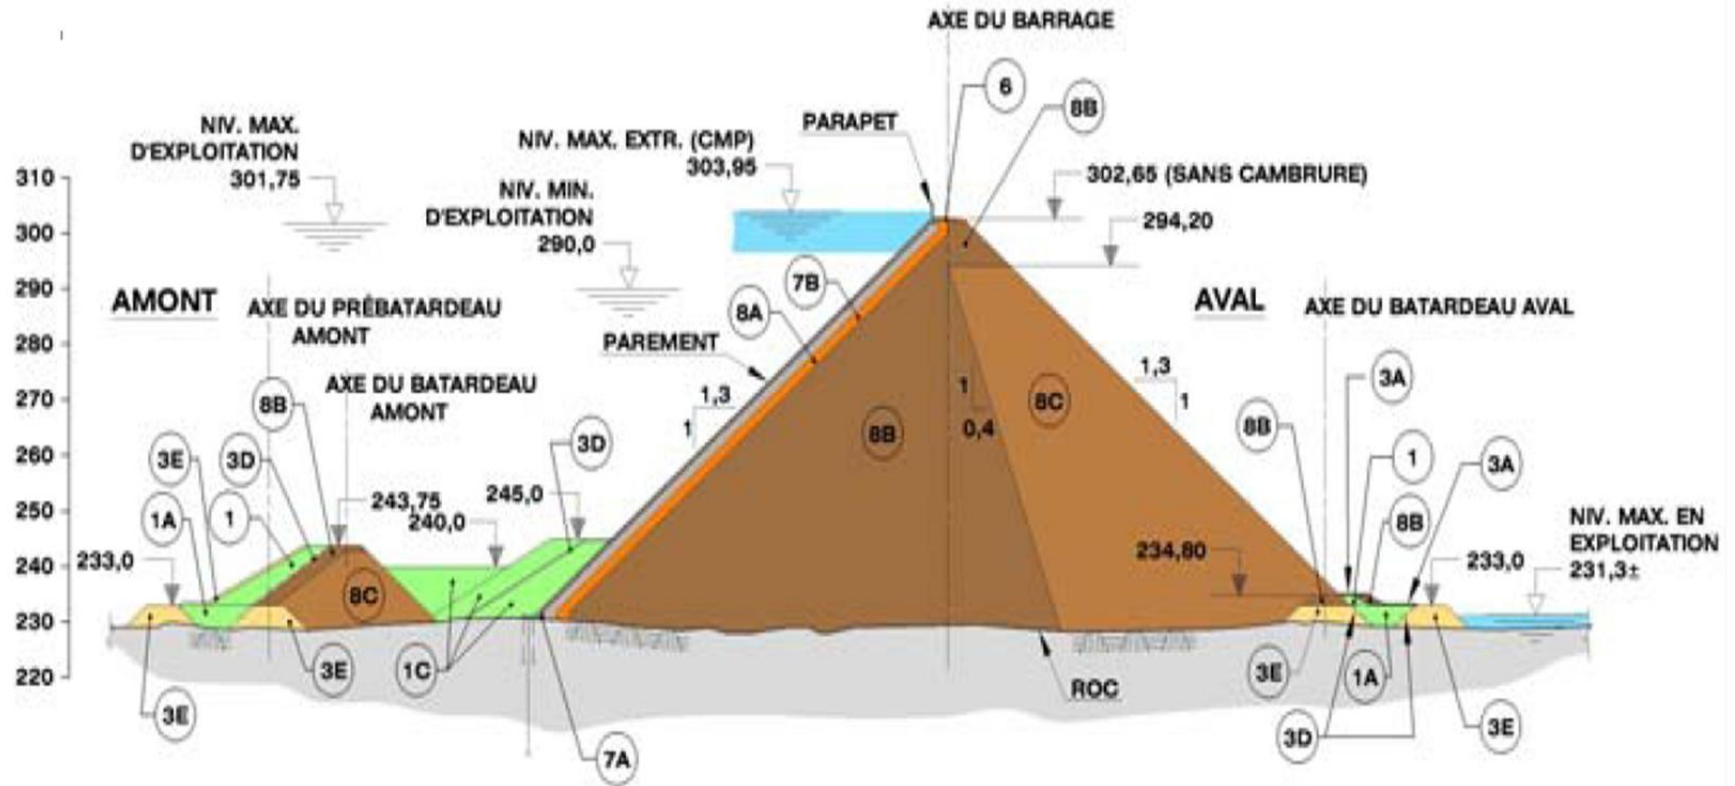 AXE DU BARRAGE
6
8B
PARAPET
NIV. MAX.
D'EXPLOITATION
301,75
NIV. MAX. EXTR. (CMP)
303,95
NIV. MIN.
D'EXPLOITATION
290,0
302,65 (SANS CAMBRURE)
294,20
310
300
290
280
270
260
250
240
230
220
AMONT
AXE DU PRÉBATARDEAU
AMONT
7B
8A
PAREMENT
AVAL
AXE DU BATARDEAU AVAL
AXE DU BATARDEAU
AMONT
8B
1,3
1
1
0,4
8B
8C
1,3
1
3A
8B
1
3A
3E
3D
3D
1A
1
243,75
245,0
240,0
8B
NIV. MAX. EN
EXPLOITATION
231,3±
233,0
234,80
233,0
8C
3E
3E
1C
ROC
3E
1A
3D
3E
7A